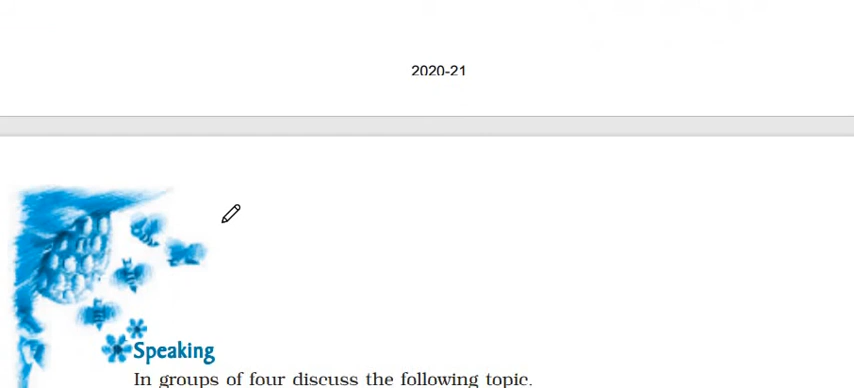 2020-21
Speaking
In groups of four discuss the following topic.